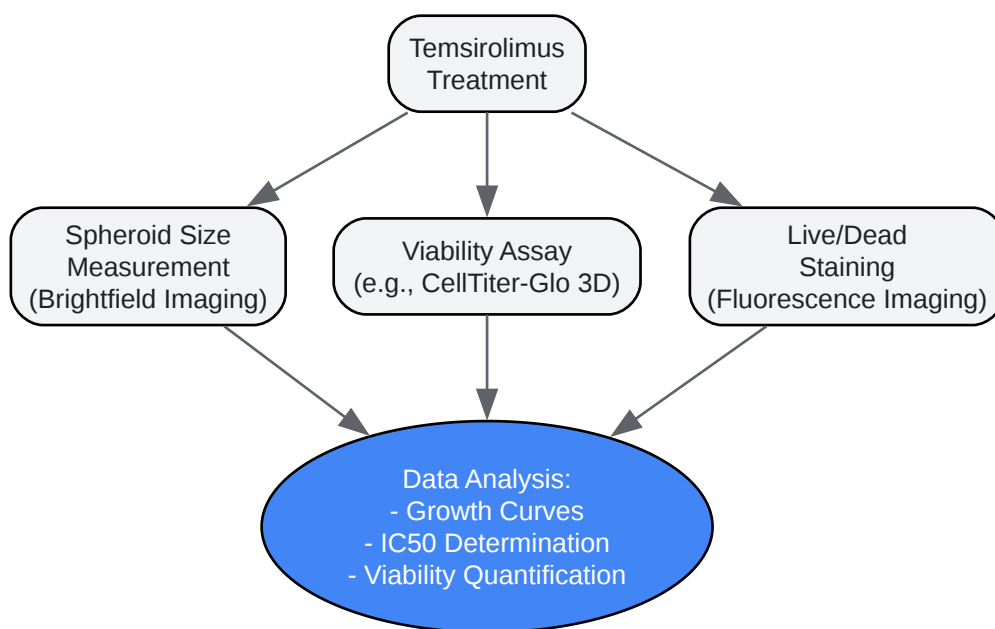 Temsirolimus
Treatment
Spheroid Size
Measurement
(Brightfield Imaging)
Viability Assay
(e.g., CellTiter-Glo 3D)
Live/Dead
Staining
(Fluorescence Imaging)
Data Analysis:
- Growth Curves
- IC50 Determination
- Viability Quantification